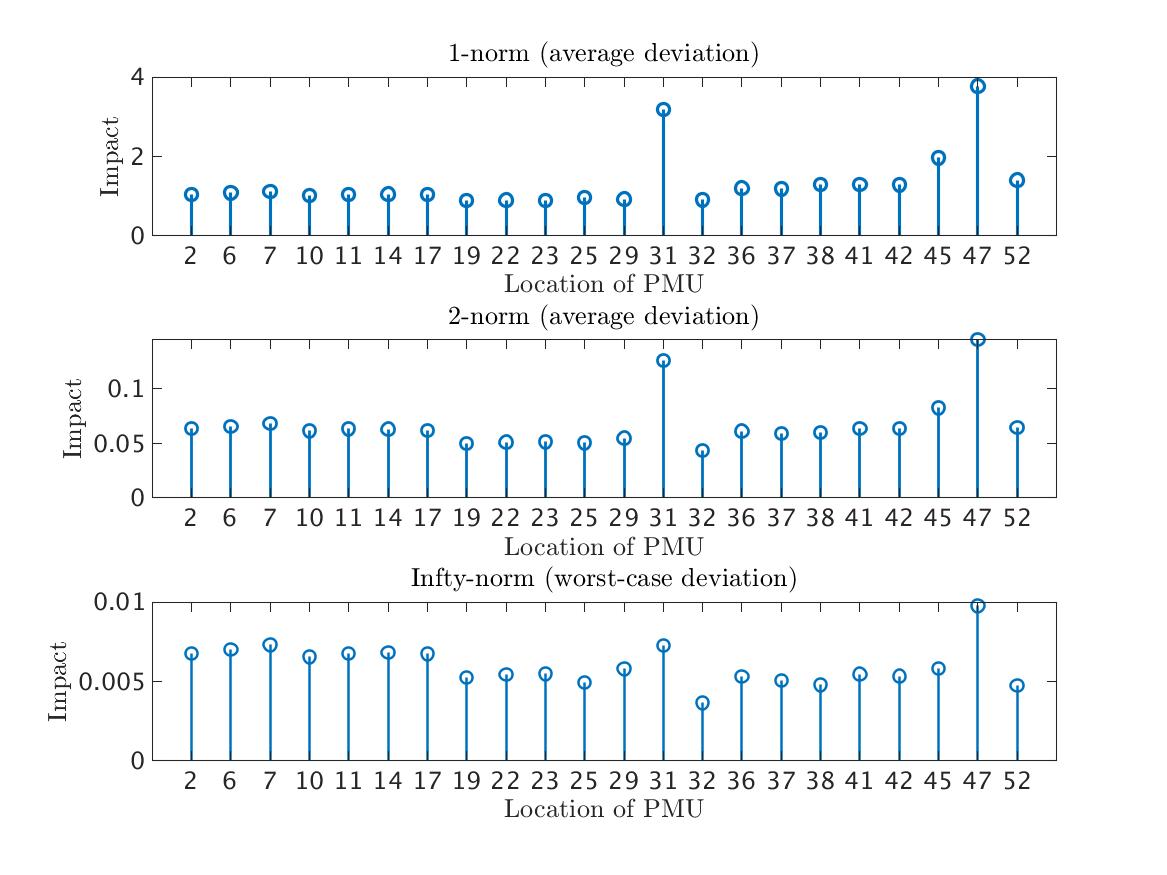 1-norm (average deviation)
4
2
0
Impact
2 6 7 10 11 14 17 19 22 23 25 29 31 32 36 37 38 41 42 45 47 52
Location of PMU
2-norm (average deviation)
0.1
0.05
0
Impact
2 6 7 10 11 14 17 19 22 23 25 29 31 32 36 37 38 41 42 45 47 52
Location of PMU
Infty-norm (worst-case deviation)
0.01
0.005
0
Impact
2 6 7 10 11 14 17 19 22 23 25 29 31 32 36 37 38 41 42 45 47 52
Location of PMU